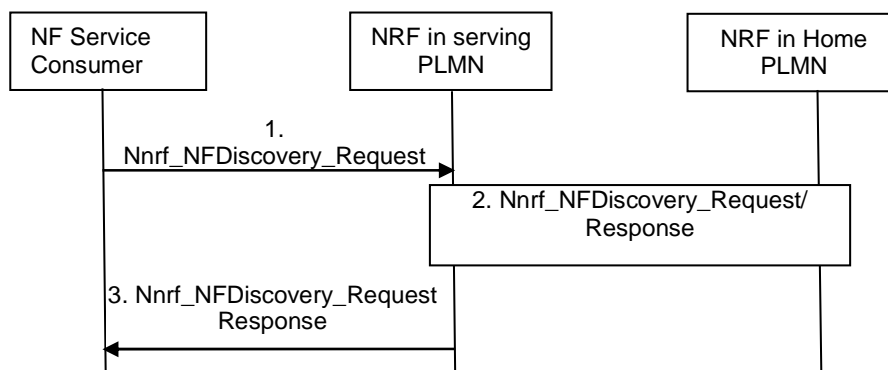 NF Service
Consumer
NRF in serving
PLMN
NRF in Home
PLMN
1.
Nnrf_NFDiscovery_Request
2. Nnrf_NFDiscovery_Request/
Response
3. Nnrf_NFDiscovery_Request
Response